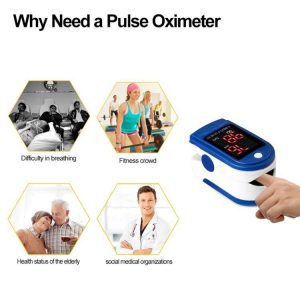 Why Need a Pulse Oximeter
Difficulty in breathing
Fitness crowd
Health status of the elderly
social medical organizations